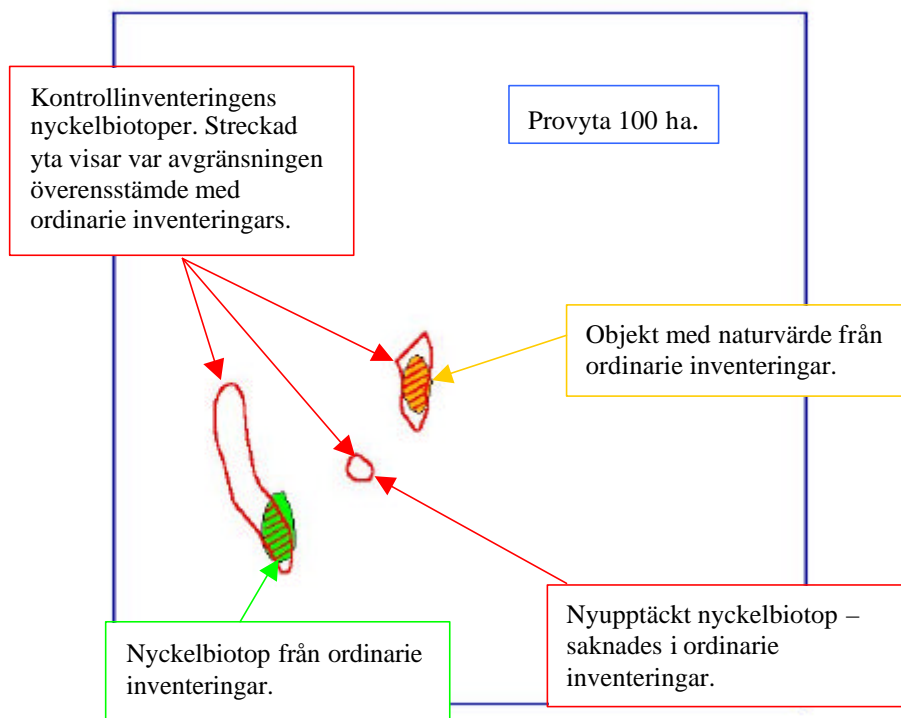 Kontrollinventeringens
nyckelbiotoper. Streckad
yta visar var avgränsningen
överensstämde med
ordinarie inventeringars.
Provyta 100 ha.
Objekt med naturvärde från
ordinarie inventeringar.
Nyupptäckt nyckelbiotop –
saknades i ordinarie
inventeringar.
Nyckelbiotop från ordinarie
inventeringar.